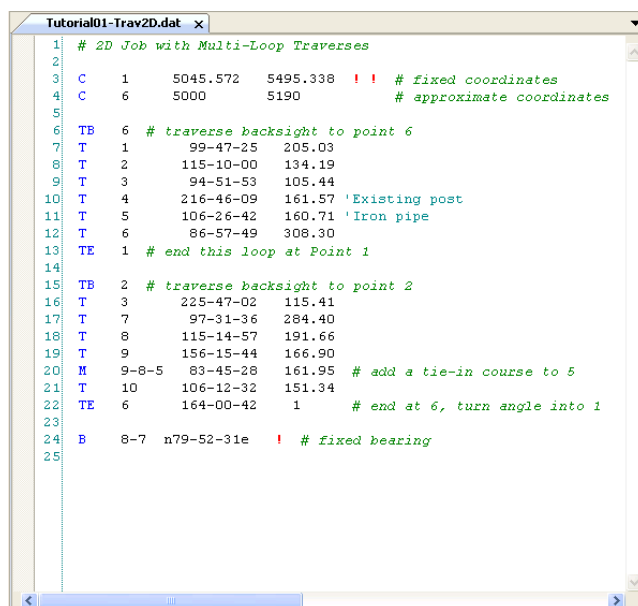 Tutorial01-Trav2D.dat x
1 # 2D Job with Multi-Loop Traverses
2
3 C 1 5045.572 5495.338 ! ! # fixed coordinates
4 C 6 5000 5190 # approximate coordinates
5
6 TB 6 # traverse backsight to point 6
7 T 1 99-47-25 205.03
8 T 2 115-10-00 134.19
9 T 3 94-51-53 105.44
10 T 4 216-46-09 161.57 'Existing post
11 T 5 106-26-42 160.71 'Iron pipe
12 T 6 86-57-49 308.30
13 TE 1 # end this loop at Point 1
14
15 TB 2 # traverse backsight to point 2
16 T 3 225-47-02 115.41
17 T 7 97-31-36 284.40
18 T 8 115-14-57 191.66
19 T 9 156-15-44 166.90
20 M 9-8-5 83-45-28 161.95 # add a tie-in course to 5
21 T 10 106-12-32 151.34
22 TE 6 164-00-42 1 # end at 6, turn angle into 1
23
24 B 8-7 n79-52-31e ! # fixed bearing
25